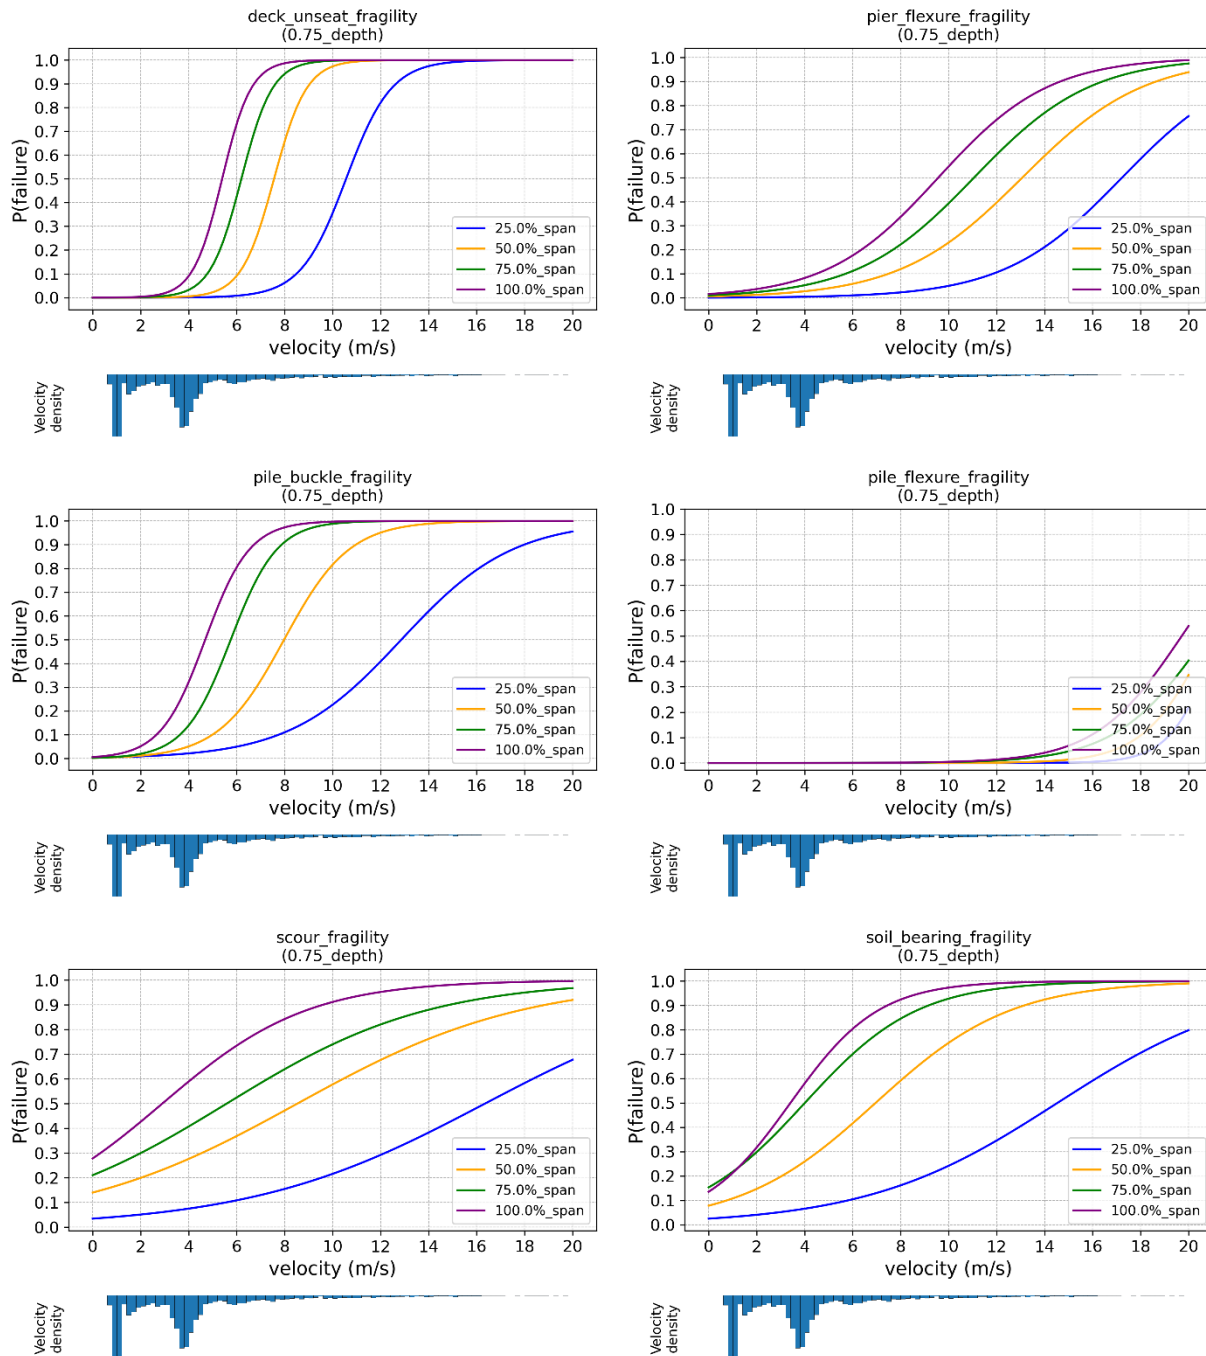 deck_unseat_fragility
(0.75_depth)
P(failure)
1.0
0.9
0.8
0.7
0.6
0.5
0.4
0.3
0.2
0.1
0.0
25.0%_span
50.0%_span
75.0%_span
100.0%_span
0 2 4 6 8 10 12 14 16 18 20
velocity (m/s)
Velocity
density
pier_flexure_fragility
(0.75_depth)
P(failure)
1.0
0.9
0.8
0.7
0.6
0.5
0.4
0.3
0.2
0.1
0.0
25.0%_span
50.0%_span
75.0%_span
100.0%_span
0 2 4 6 8 10 12 14 16 18 20
velocity (m/s)
Velocity
density
pile_buckle_fragility
(0.75_depth)
P(failure)
1.0
0.9
0.8
0.7
0.6
0.5
0.4
0.3
0.2
0.1
0.0
25.0%_span
50.0%_span
75.0%_span
100.0%_span
0 2 4 6 8 10 12 14 16 18 20
velocity (m/s)
Velocity
density
pile_flexure_fragility
(0.75_depth)
P(failure)
1.0
0.9
0.8
0.7
0.6
0.5
0.4
0.3
0.2
0.1
0.0
25.0%_span
50.0%_span
75.0%_span
100.0%_span
0 2 4 6 8 10 12 14 16 18 20
velocity (m/s)
Velocity
density
scour_fragility
(0.75_depth)
P(failure)
1.0
0.9
0.8
0.7
0.6
0.5
0.4
0.3
0.2
0.1
0.0
25.0%_span
50.0%_span
75.0%_span
100.0%_span
0 2 4 6 8 10 12 14 16 18 20
velocity (m/s)
Velocity
density
soil_bearing_fragility
(0.75_depth)
P(failure)
1.0
0.9
0.8
0.7
0.6
0.5
0.4
0.3
0.2
0.1
0.0
25.0%_span
50.0%_span
75.0%_span
100.0%_span
0 2 4 6 8 10 12 14 16 18 20
velocity (m/s)
Velocity
density